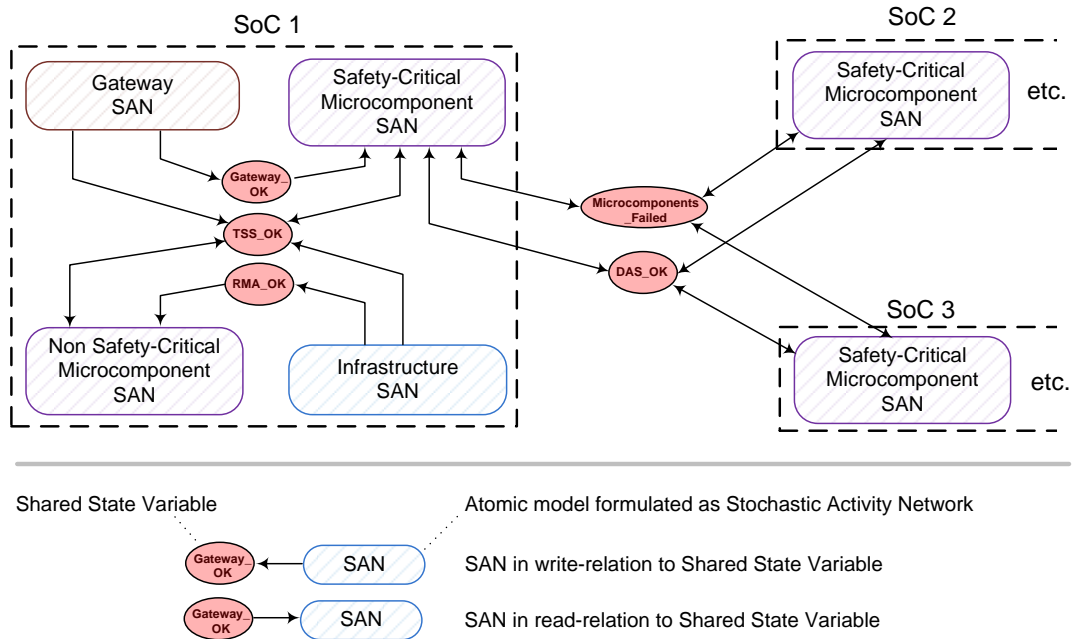 SoC 1
Gateway
SAN
Safety-Critical
Microcomponent
SAN
Gateway_
OK
TSS_OK
RMA_OK
Non Safety-Critical
Microcomponent
SAN
Infrastructure
SAN
Microcomponents
_Failed
DAS_OK
SoC 2
Safety-Critical
Microcomponent
SAN
etc.
SoC 3
Safety-Critical
Microcomponent
SAN
etc.
Shared State Variable
Atomic model formulated as Stochastic Activity Network
Gateway_
OK
SAN
SAN in write-relation to Shared State Variable
Gateway_
OK
SAN
SAN in read-relation to Shared State Variable